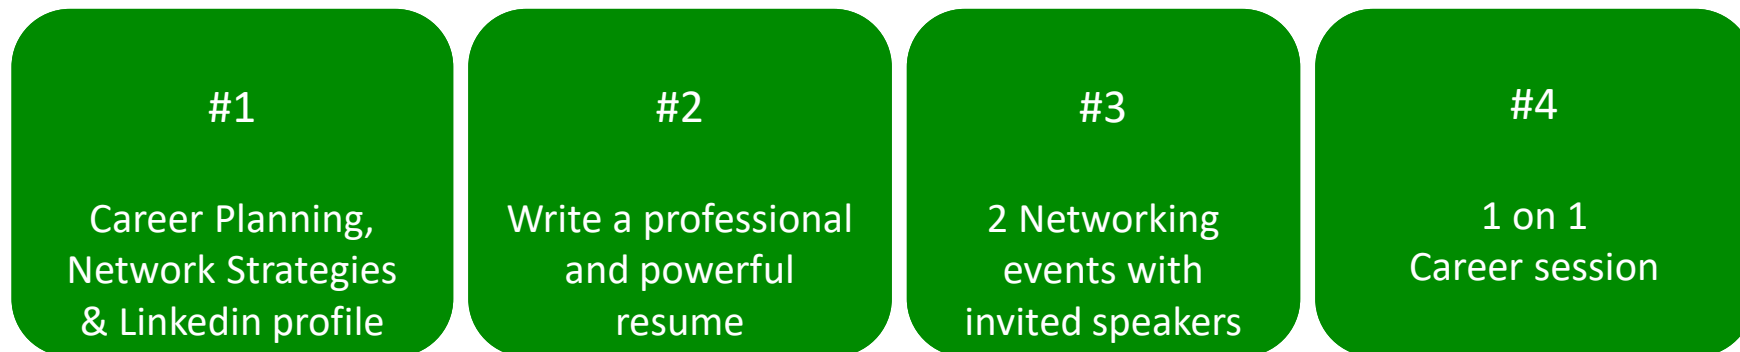 #1
Career Planning,
Network Strategies
& Linkedin profile
#2
Write a professional
and powerful
resume
#3
2 Networking
events with
invited speakers
#4
1 on 1
Career session